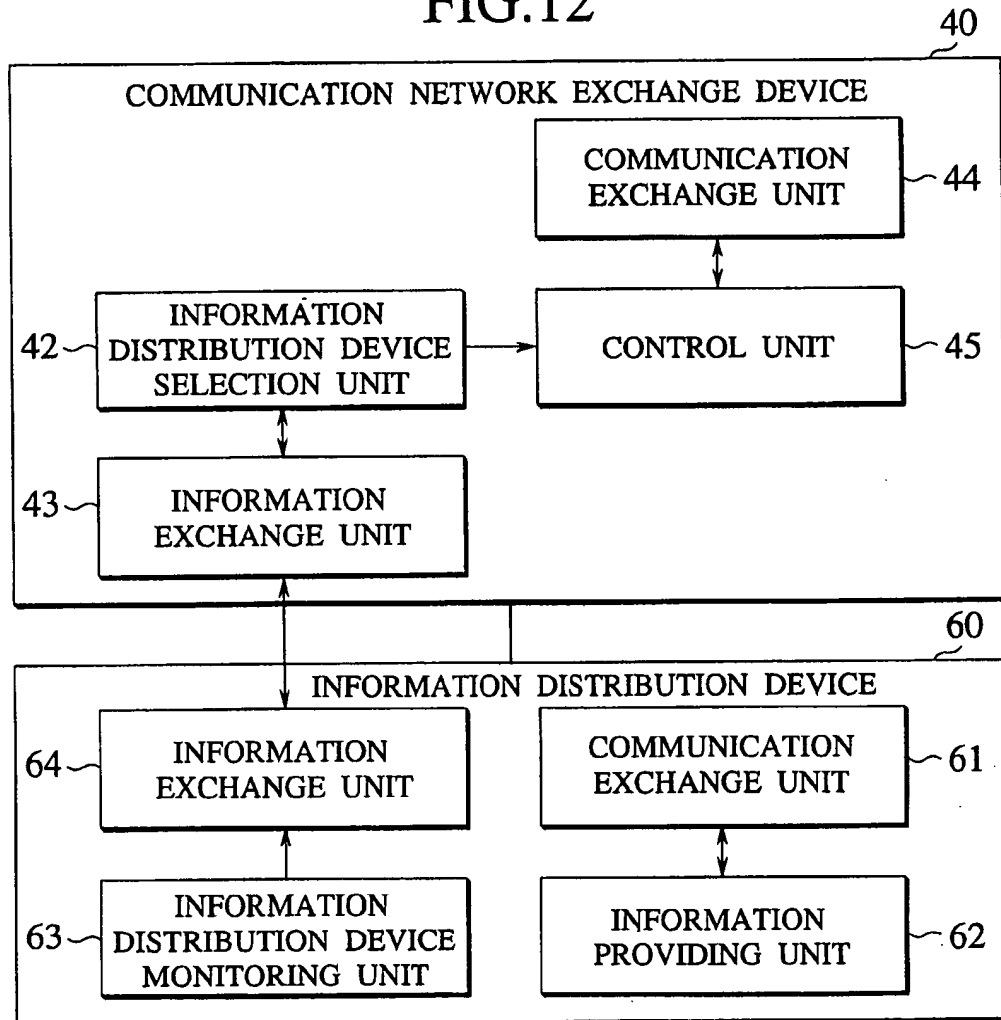 FIG.12
40
COMMUNICATION NETWORK EXCHANGE DEVICE
COMMUNICATION
EXCHANGE UNIT
44
INFORMATION
DISTRIBUTION DEVICE
SELECTION UNIT
42
CONTROL UNIT
45
INFORMATION
EXCHANGE UNIT
43
60
INFORMATION DISTRIBUTION DEVICE
INFORMATION
EXCHANGE UNIT
64
COMMUNICATION
EXCHANGE UNIT
61
INFORMATION
DISTRIBUTION DEVICE
MONITORING UNIT
63
INFORMATION
PROVIDING UNIT
62